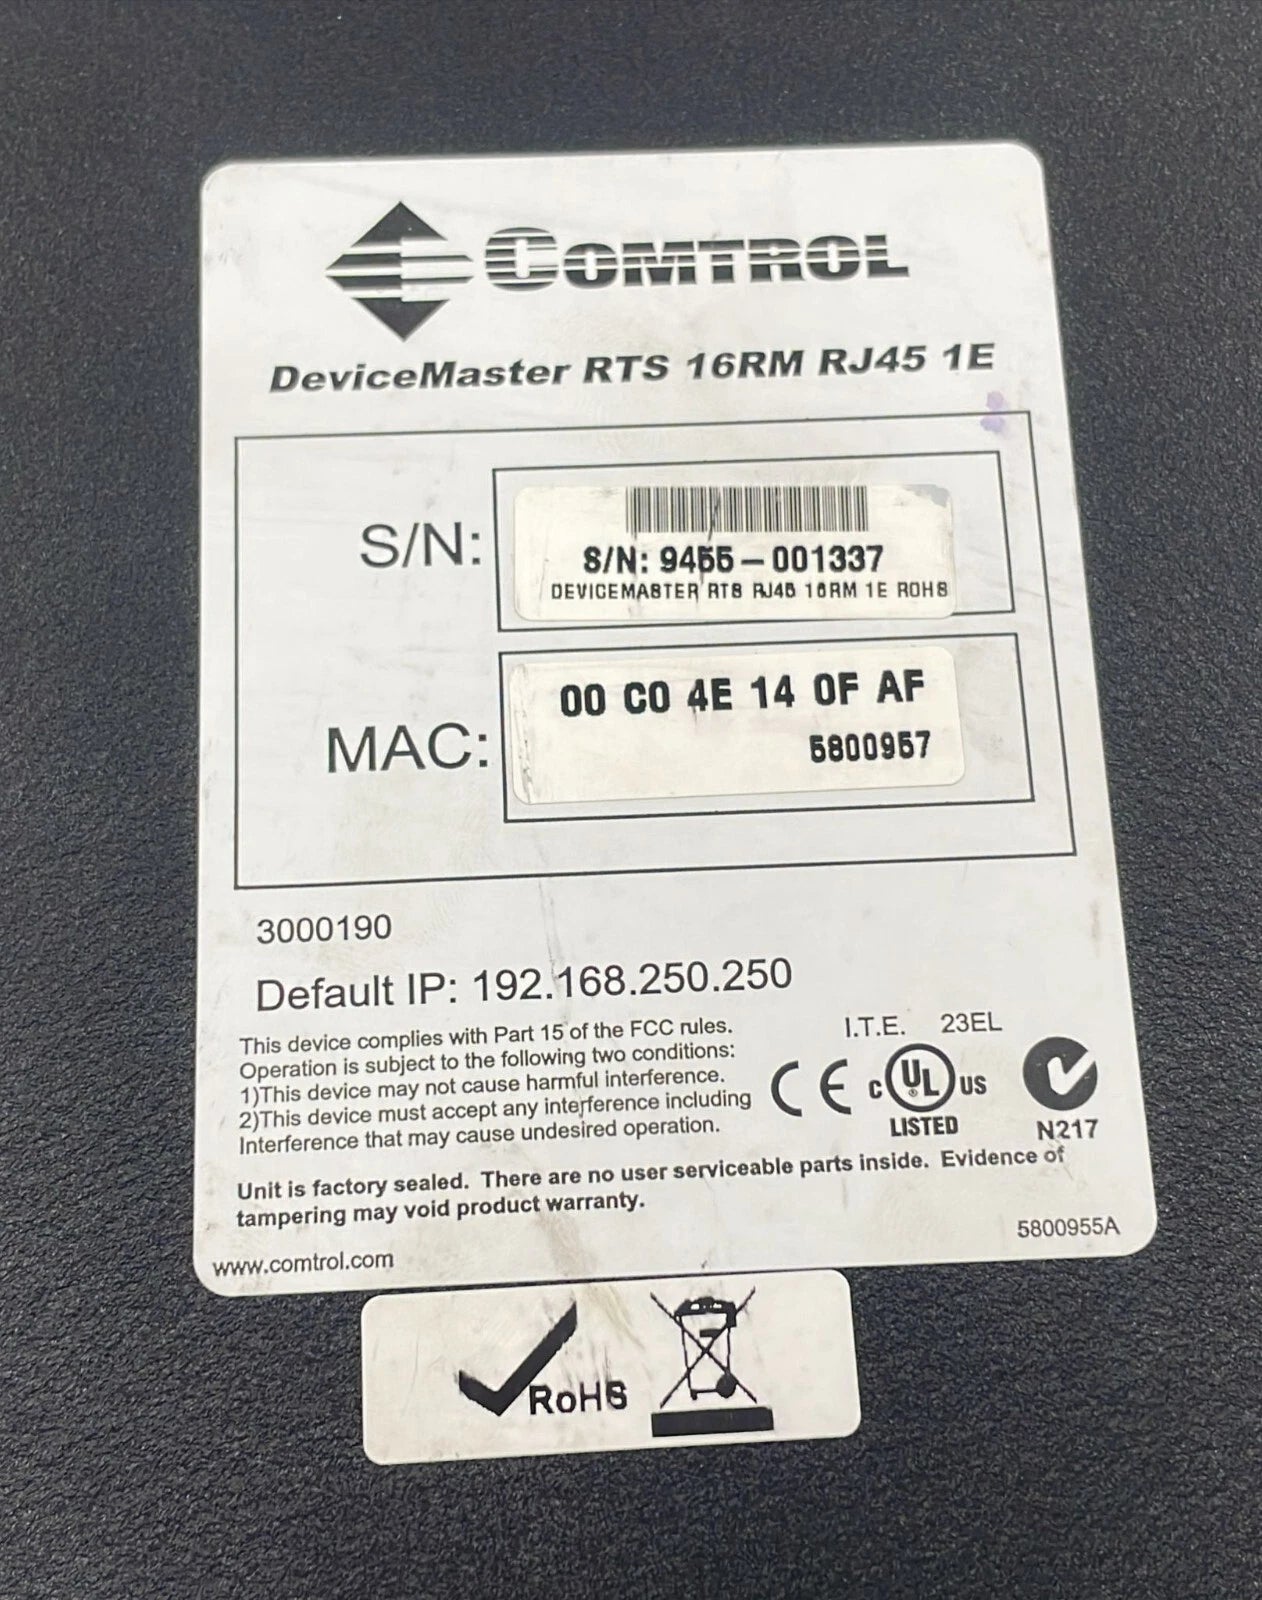 COMTROL
DeviceMaster RTS 16RM RJ45 1E
S/N:
S/N: 9455-001337
DEVICEMASTER RTS RJ45 16RM 1E ROHS
MAC:
00 C0 4E 14 0F AF
5800957
3000190
Default IP: 192.168.250.250
This device complies with Part 15 of the FCC rules.
Operation is subject to the following two conditions:
1)This device may not cause harmful interference.
2)This device must accept any interference including
Interference that may cause undesired operation.
I.T.E. 23EL
CE C UL ® US
LISTED
N217
Unit is factory sealed. There are no user serviceable parts inside. Evidence of
tampering may void product warranty.
5800955A
www.comtrol.com
RoHS